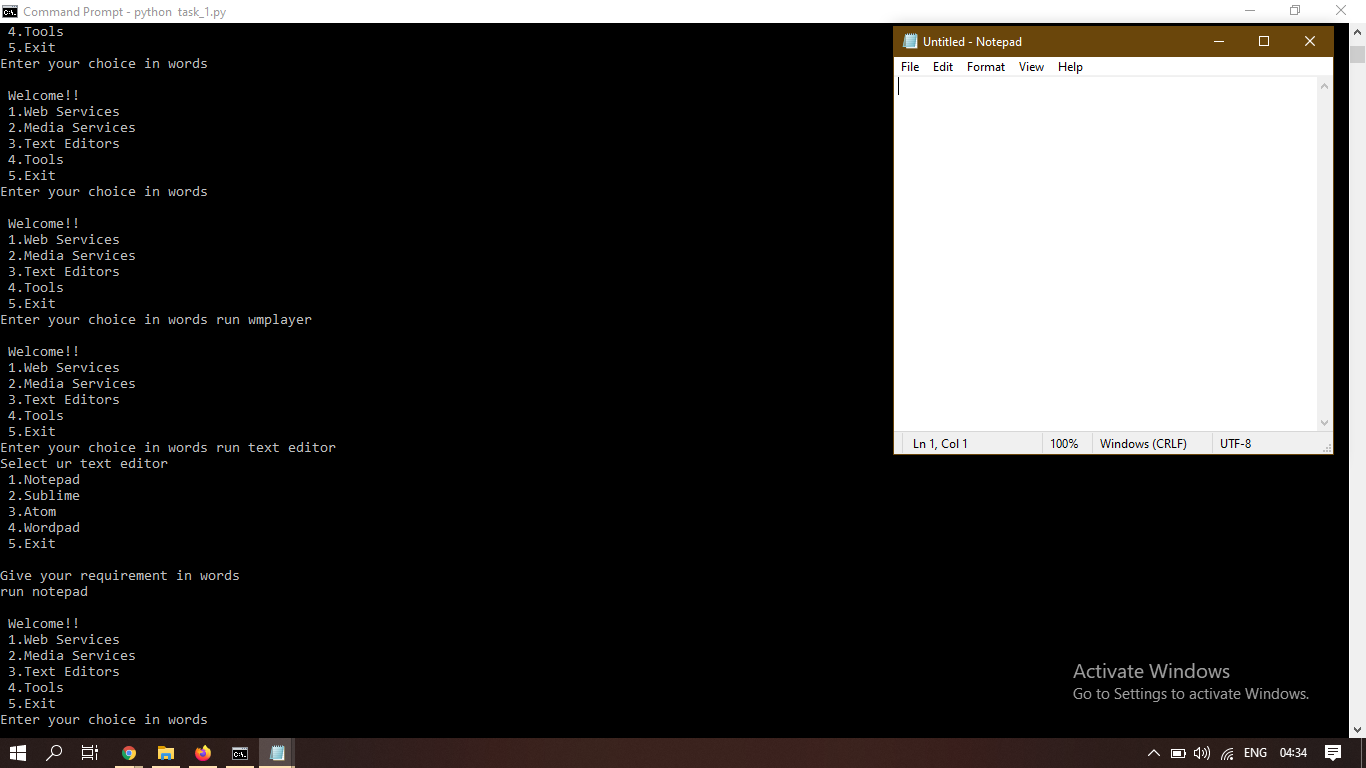 Command Prompt - python task_1.py
4.Tools
5.Exit
Enter your choice in words
Welcome!!
1.Web Services
2.Media Services
3.Text Editors
4.Tools
5.Exit
Enter your choice in words
Welcome!!
1.Web Services
2.Media Services
3.Text Editors
4.Tools
5.Exit
Enter your choice in words run wmplayer
Welcome!!
1.Web Services
2.Media Services
3.Text Editors
4.Tools
5.Exit
Enter your choice in words run text editor
Select ur text editor
1.Notepad
2.Sublime
3.Atom
4.Wordpad
5.Exit
Give your requirement in words
run notepad
Welcome!!
1.Web Services
2.Media Services
3.Text Editors
4.Tools
5.Exit
Enter your choice in words
Untitled - Notepad
File Edit Format View Help
Ln 1, Col 1 100% Windows (CRLF) UTF-8
Activate Windows
Go to Settings to activate Windows.
ENG 04:34